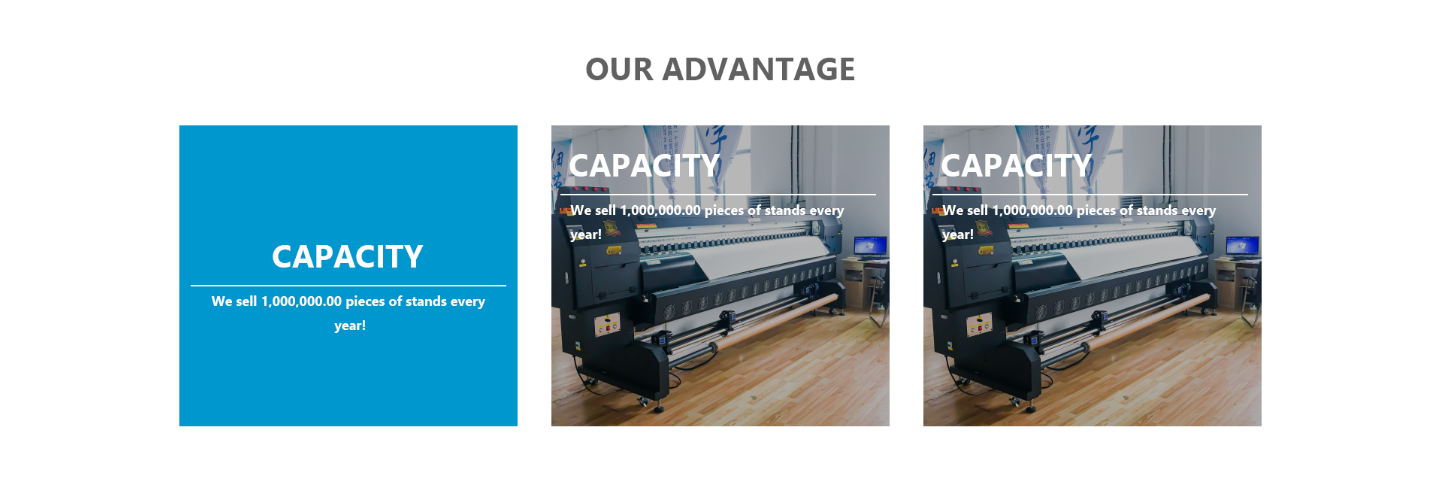 OUR ADVANTAGE
CAPACITY
We sell 1,000,000.00 pieces of stands every
year!
CAPACITY
We sell 1,000,000.00 pieces of stands every
year!
CAPACITY
We sell 1,000,000.00 pieces of stands every
year!